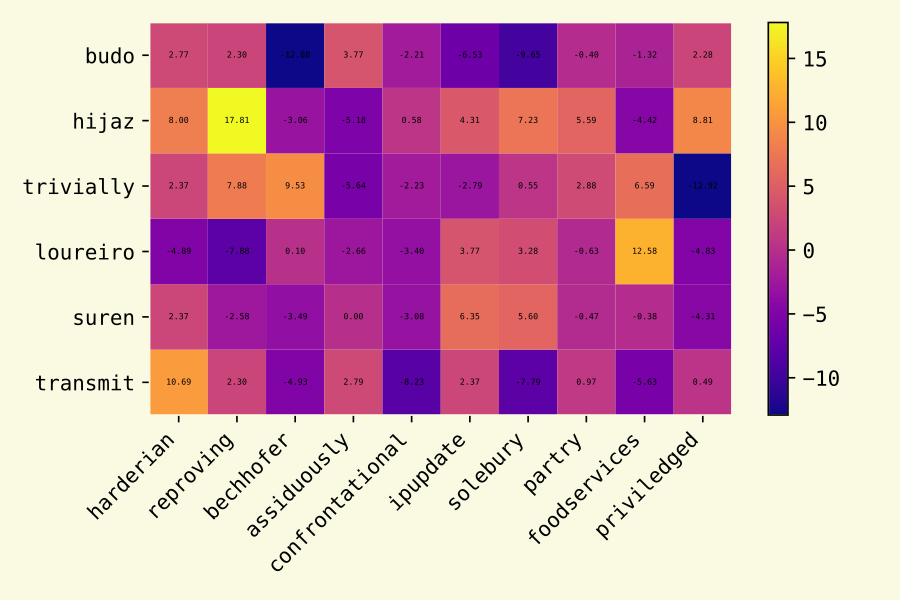 budo 2.77 2.30 3.77 -2.21 -6.53 -9.65 -0.40 -1.32 2.28
hijaz 8.00 17.81 -3.06 -5.18 0.58 4.31 7.23 5.59 -4.42 8.81
trivially 2.37 7.88 9.53 -5.64 -2.23 -2.79 0.55 2.88 6.59
loureiro -4.89 -7.88 0.10 -2.66 -3.40 3.77 3.28 -0.63 12.58 -4.83
suren 2.37 -2.58 -3.49 0.00 -3.08 6.35 5.60 -0.47 -0.38 -4.31
transmit 10.69 2.30 -4.93 2.79 -8.23 2.37 -7.79 0.97 -5.63 0.49
harderian reproving bechhofer assiduously confrontational ipupdate solebury partry foodservices priviledged
15
10
5
0
−5
−10